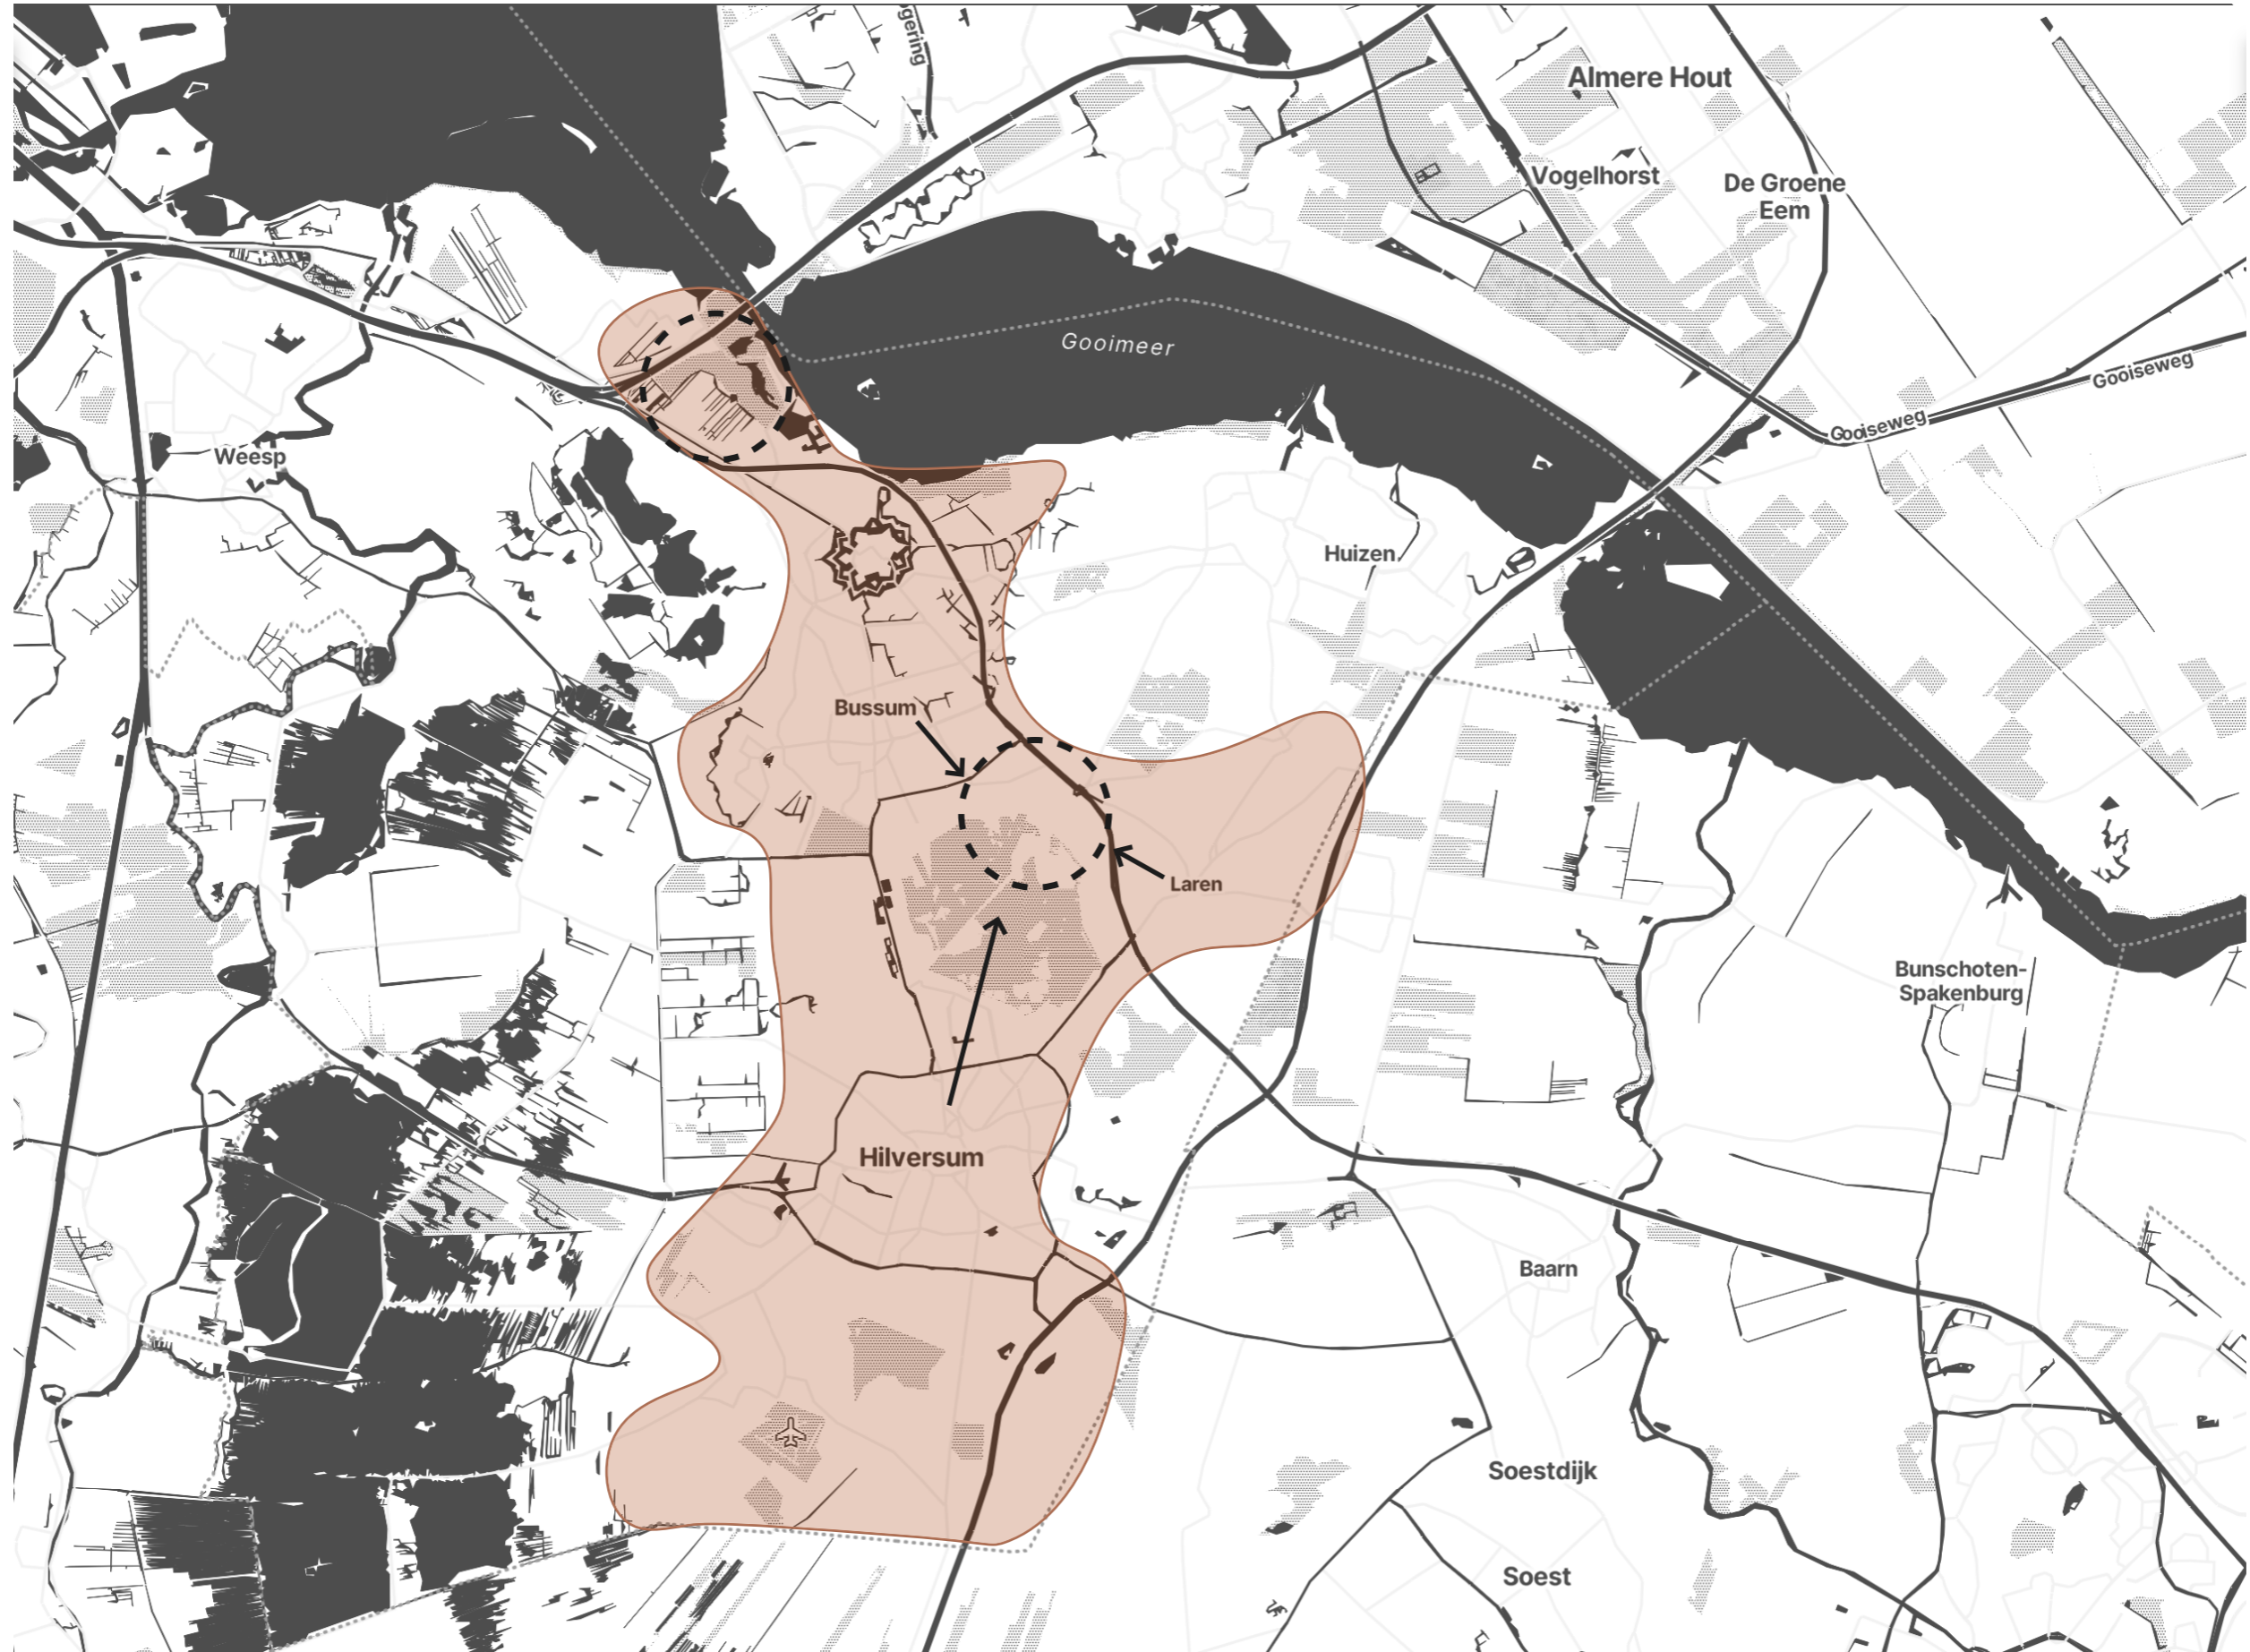 Almere Hout
Vogelhorst
De Groene
Eem
Gooimeer
Gooiseweg
Gooiseweg
Weesp
Huizen
Bussum
Laren
Bunschoten-
Spakenburg
Hilversum
Baarn
Soestdijk
Soest